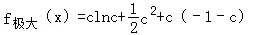 f极大（x）=clnc+1/2c²+c（-1-c）